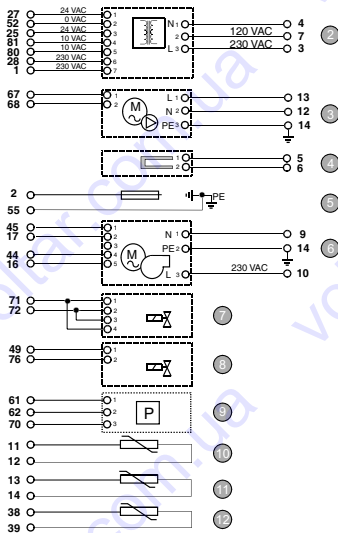 27 24 VAC 1 N 1 4
52 0 VAC 2
25 24 VAC 3 120 VAC 2 7 2
81 10 VAC 4
80 10 VAC 5 230 VAC L 3 3
28 230 VAC 6
1 230 VAC 7
67 1 L 1 13
68 2 M N 2 12 3
PE 3 14
1 5 4
2 6
2 PE 5
55
45 1 N 1 9
17 2
3 PE 2 14 6
44 4 M
16 5 230 VAC L 3 10
71 1
72 2 7
3
4
49 1
76 2 8
61 1
62 2 P 9
70 3
11 10
12
13 11
14
38 12
39
voltar.com.ua